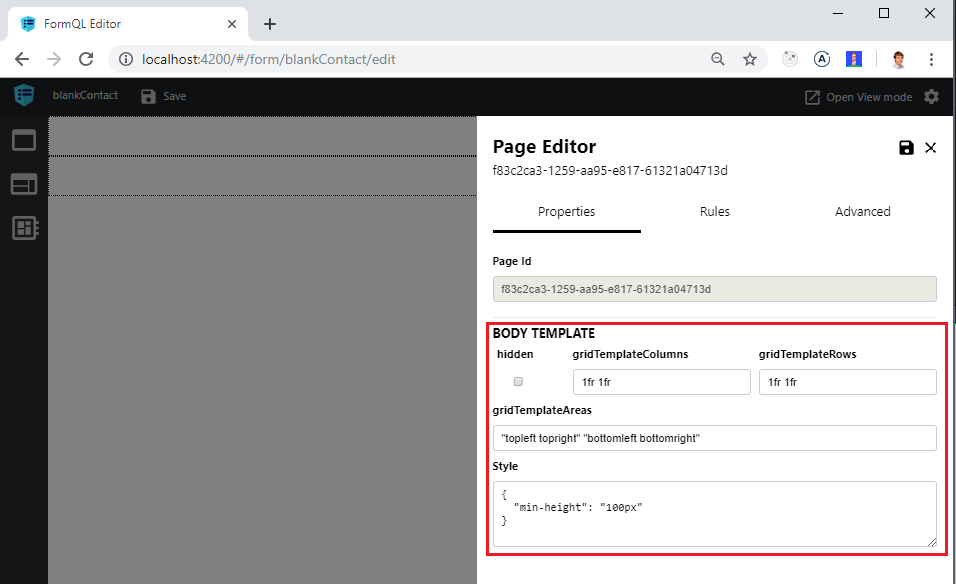 FormQL Editor
localhost:4200/#/form/blankContact/edit
blankContact Save Open View mode
Page Editor
f83c2ca3-1259-aa95-e817-61321a04713d
Properties Rules Advanced
Page Id
f83c2ca3-1259-aa95-e817-61321a04713d
BODY TEMPLATE
hidden gridTemplateColumns gridTemplateRows
1fr 1fr 1fr 1fr
gridTemplateAreas
"topleft topright" "bottomleft bottomright"
Style
{
"min-height": "100px"
}